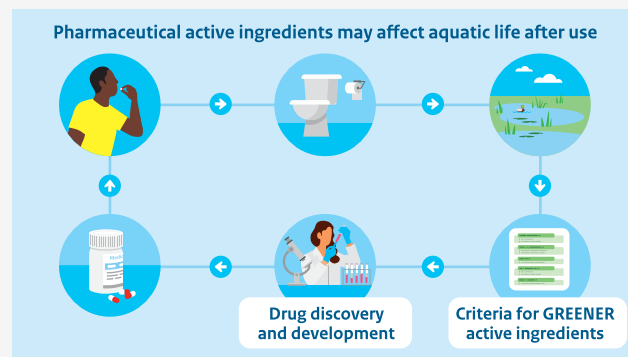 Pharmaceutical active ingredients may affect aquatic life after use
Drug discovery
and development
Criteria for GREENER
active ingredients